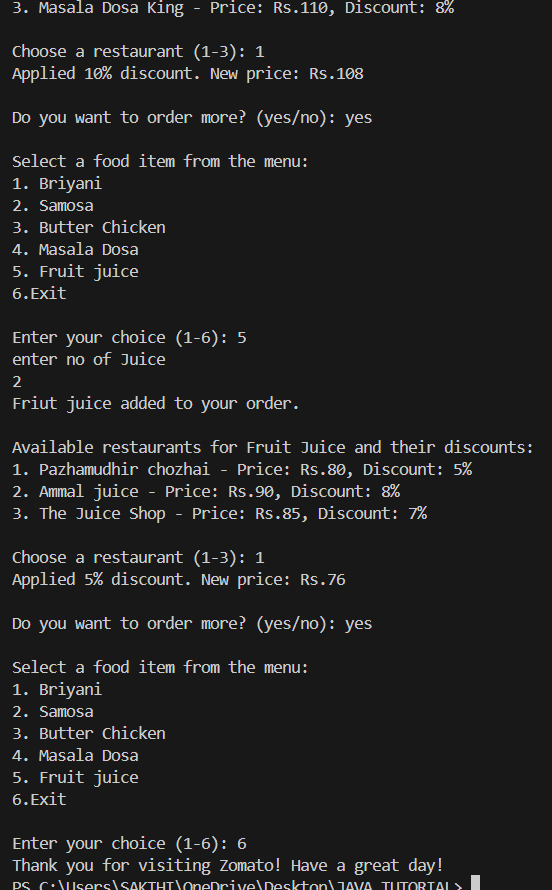 3. Masala Dosa King - Price: Rs.110, Discount: 8%
Choose a restaurant (1-3): 1
Applied 10% discount. New price: Rs.108
Do you want to order more? (yes/no): yes
Select a food item from the menu:
1. Briyani
2. Samosa
3. Butter Chicken
4. Masala Dosa
5. Fruit juice
6.Exit
Enter your choice (1-6): 5
enter no of Juice
2
Friut juice added to your order.
Available restaurants for Fruit Juice and their discounts:
1. Pazhamudhir chozhai - Price: Rs.80, Discount: 5%
2. Ammal juice - Price: Rs.90, Discount: 8%
3. The Juice Shop - Price: Rs.85, Discount: 7%
Choose a restaurant (1-3): 1
Applied 5% discount. New price: Rs.76
Do you want to order more? (yes/no): yes
Select a food item from the menu:
1. Briyani
2. Samosa
3. Butter Chicken
4. Masala Dosa
5. Fruit juice
6.Exit
Enter your choice (1-6): 6
Thank you for visiting Zomato! Have a great day!
PS C:\Users\SAKTHI\OneDrive\Desktop\JAVA TUTORIAL>